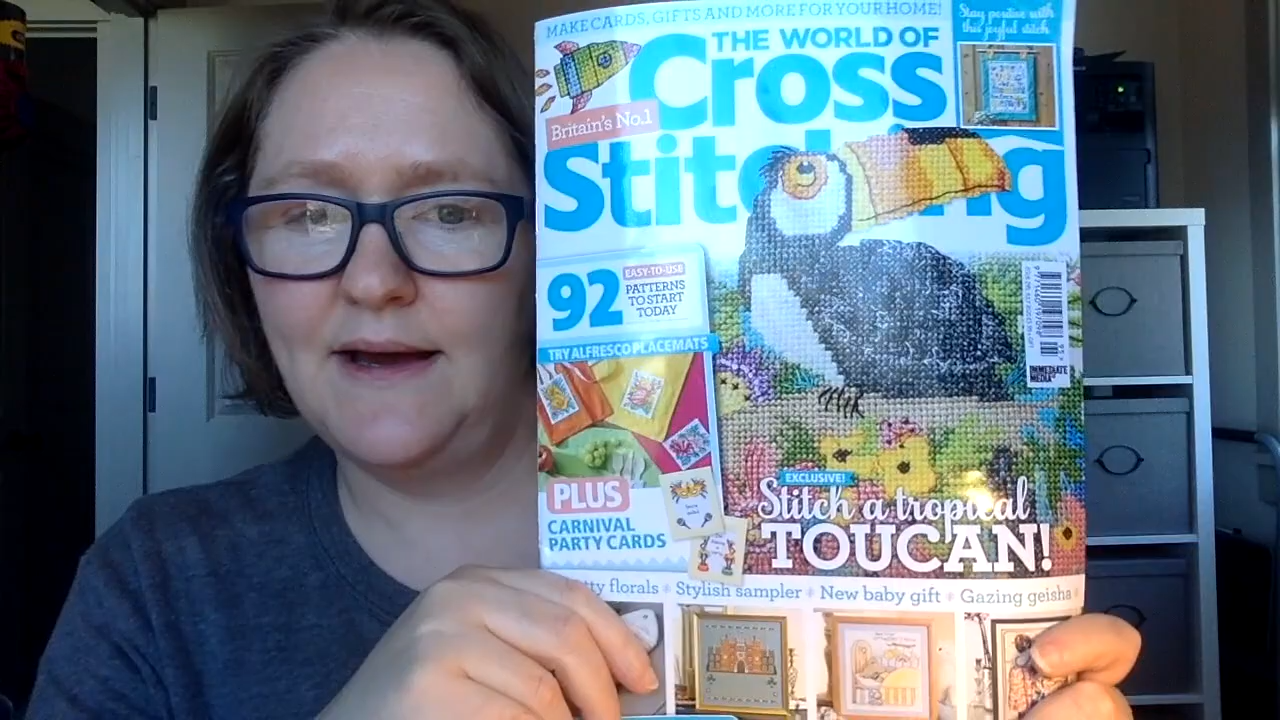 MAKE CARDS, GIFTS AND MORE FOR YOUR HOME!
Stay positive with
this joyful stitch
THE WORLD OF
Cross
Britain's No.1
Stitching
92
EASY-TO-USE
PATTERNS
TO START
TODAY
TRY ALFRESCO PLACEMATS
IMMEDIATE
MEDIA
PLUS
CARNIVAL
PARTY CARDS
EXCLUSIVE!
Stitch a tropical
TOUCAN!
florals * Stylish sampler * New baby gift * Gazing geisha